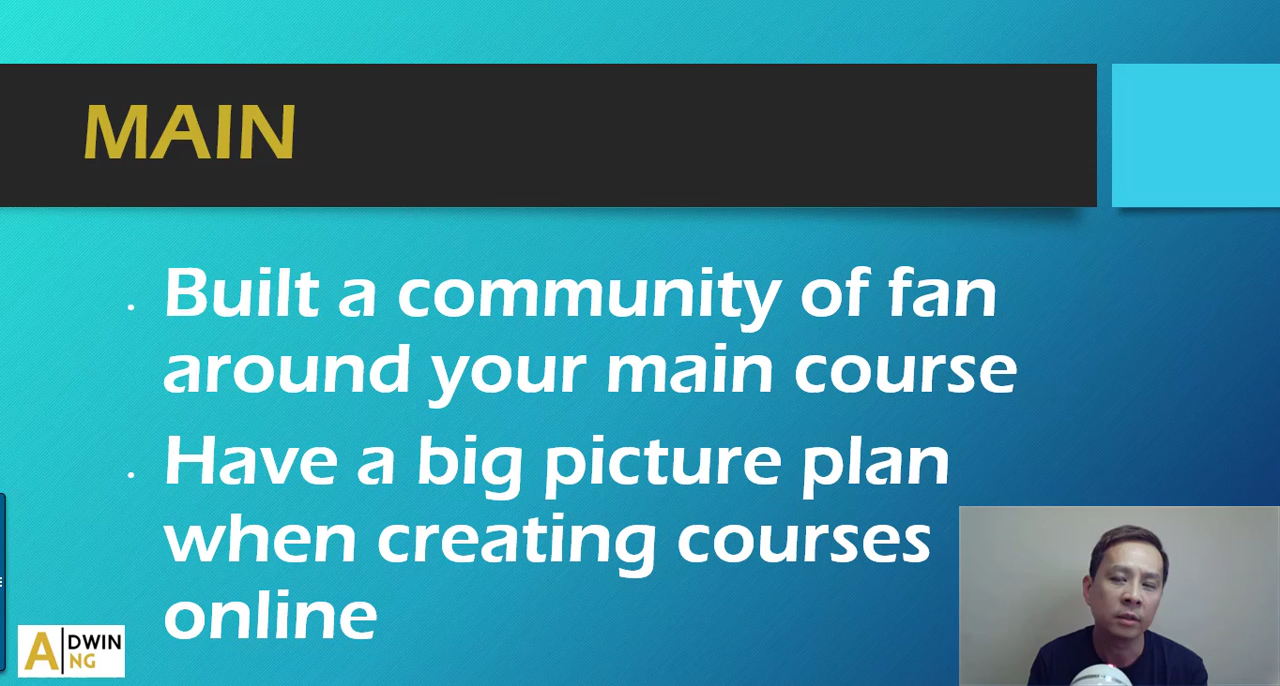 MAIN
. Built a community of fan
around your main course
. Have a big picture plan
when creating courses
online
A|DWIN
NG